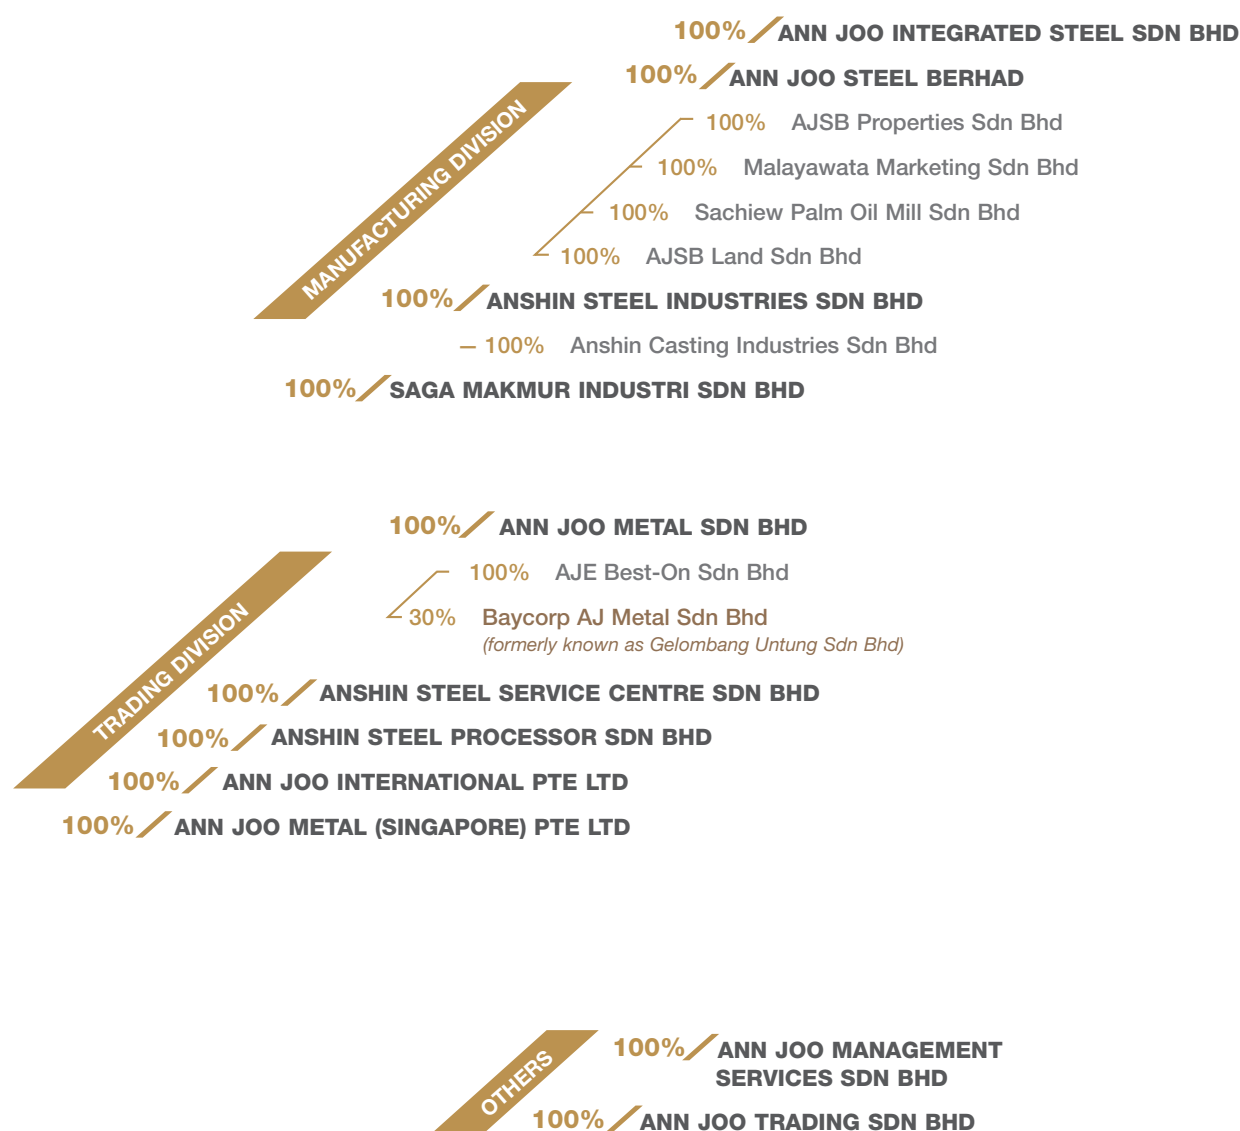 100% ANN JOO INTEGRATED STEEL SDN BHD
100% ANN JOO STEEL BERHAD
MANUFACTURING DIVISION
100% AJSB Properties Sdn Bhd
100% Malayawata Marketing Sdn Bhd
100% Sachiew Palm Oil Mill Sdn Bhd
100% AJSB Land Sdn Bhd
100% ANSHIN STEEL INDUSTRIES SDN BHD
100% Anshin Casting Industries Sdn Bhd
100% SAGA MAKMUR INDUSTRI SDN BHD
100% ANN JOO METAL SDN BHD
TRADING DIVISION
100% AJE Best-On Sdn Bhd
30% Baycorp AJ Metal Sdn Bhd
(formerly known as Gelombang Untung Sdn Bhd)
100% ANSHIN STEEL SERVICE CENTRE SDN BHD
100% ANSHIN STEEL PROCESSOR SDN BHD
100% ANN JOO INTERNATIONAL PTE LTD
100% ANN JOO METAL (SINGAPORE) PTE LTD
OTHERS
100% ANN JOO MANAGEMENT
SERVICES SDN BHD
100% ANN JOO TRADING SDN BHD